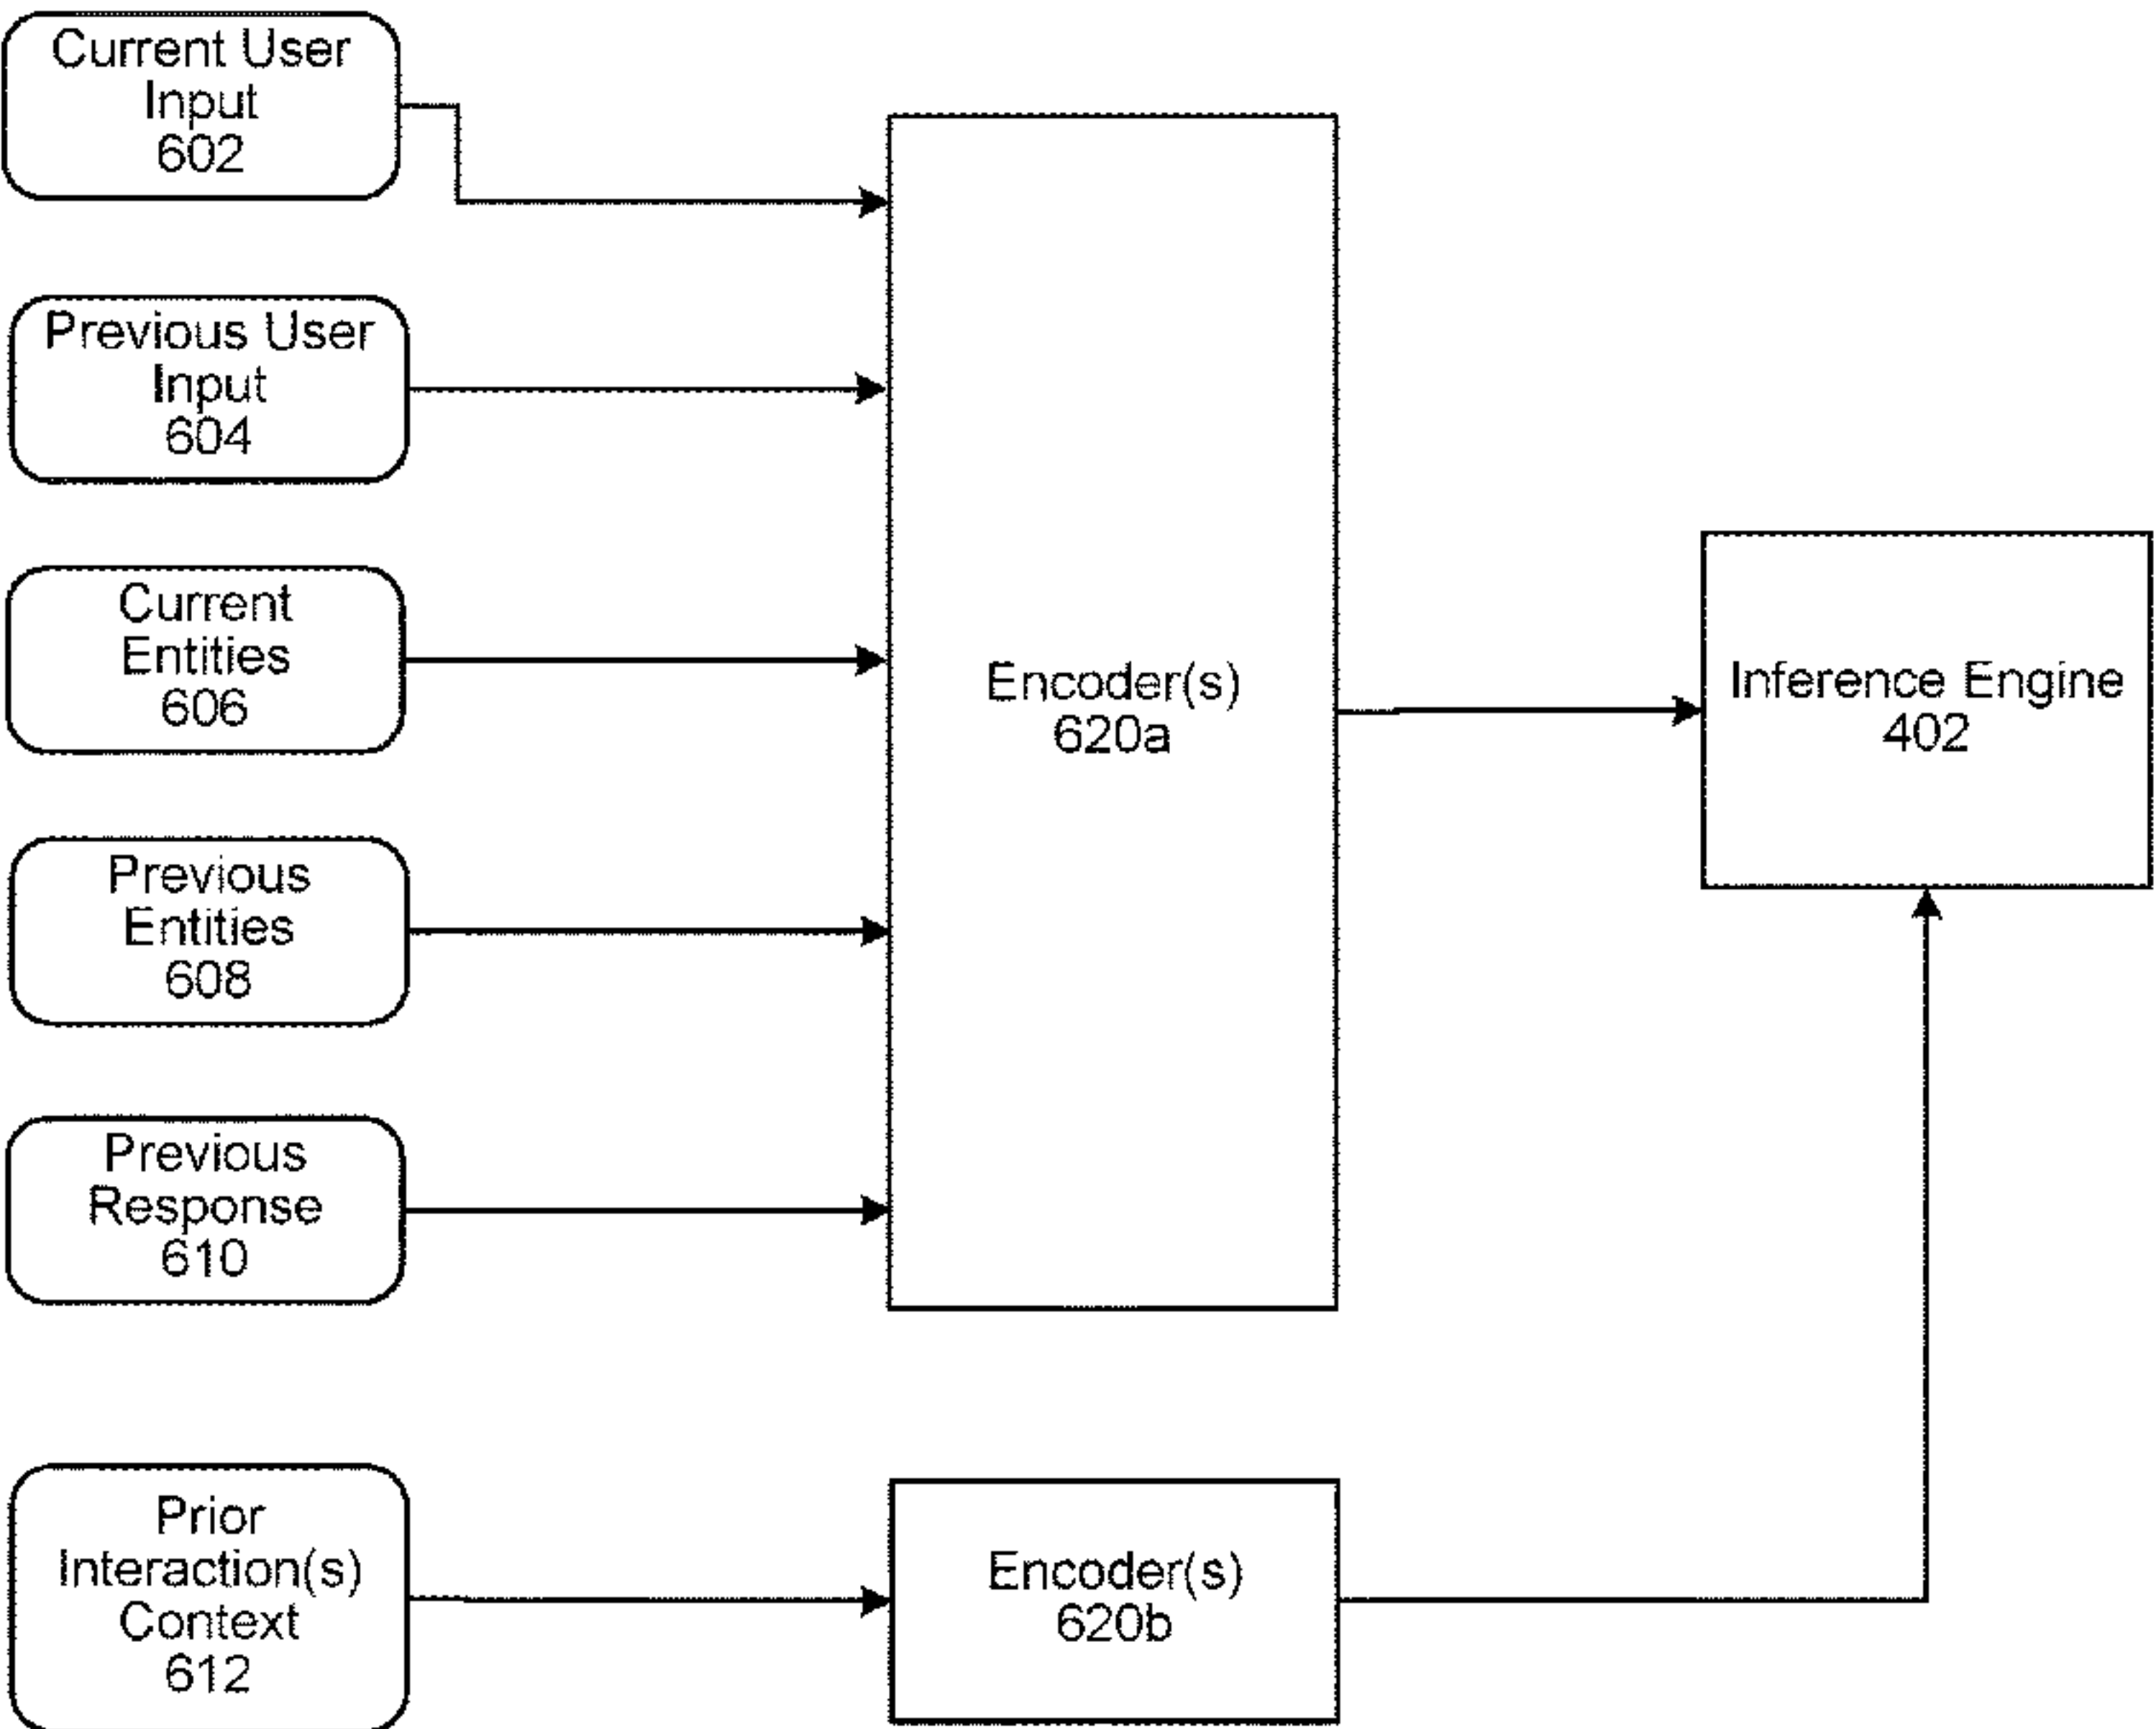 Current User
Input
602
Previous User
Input
604
Current
Entities
606
Previous
Entities
608
Previous
Response
610
Prior
Interaction(s)
Context
612
Encoder(s)
620a
Encoder(s)
620b
Inference Engine
402